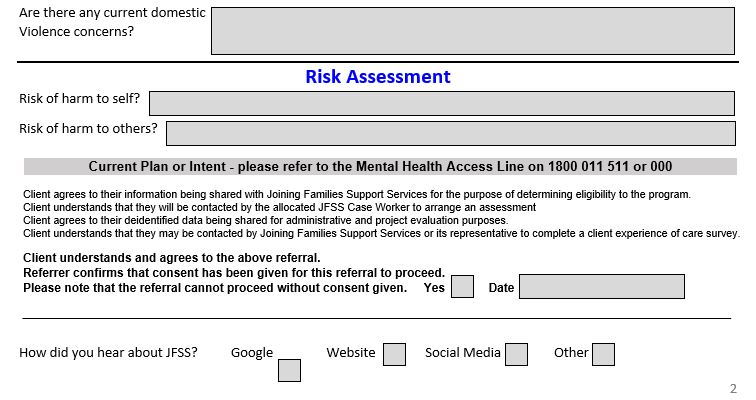 Are there any current domestic
Violence concerns?
Risk Assessment
Risk of harm to self?
Risk of harm to others?
Current Plan or Intent - please refer to the Mental Health Access Line on 1800 011 511 or 000
Client agrees to their information being shared with Joining Families Support Services for the purpose of determining eligibility to the program.
Client understands that they will be contacted by the allocated JFSS Case Worker to arrange an assessment
Client agrees to their deidentified data being shared for administrative and project evaluation purposes.
Client understands that they may be contacted by Joining Families Support Services or its representative to complete a client experience of care survey.
Client understands and agrees to the above referral.
Referrer confirms that consent has been given for this referral to proceed.
Please note that the referral cannot proceed without consent given. Yes Date
How did you hear about JFSS? Google Website Social Media Other
2